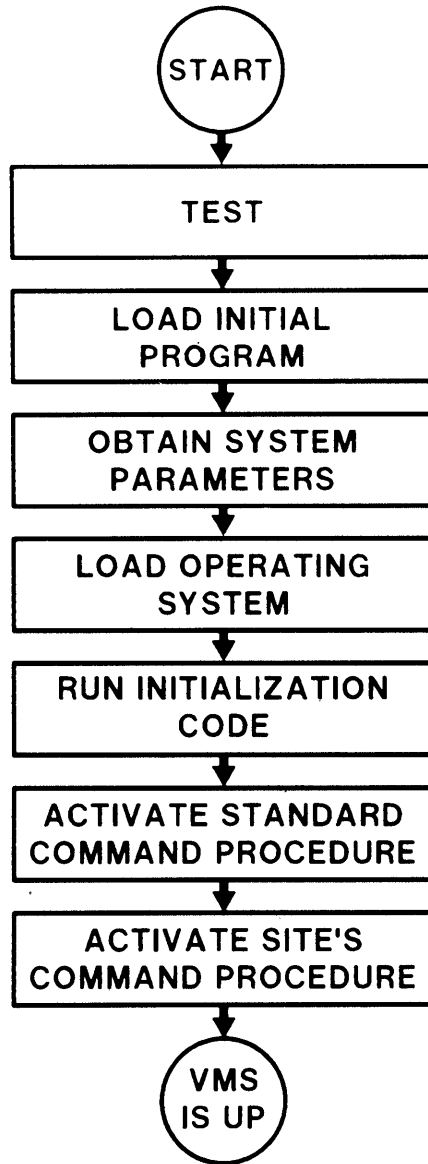 START
TEST
LOAD INITIAL
PROGRAM
OBTAIN SYSTEM
PARAMETERS
LOAD OPERATING
SYSTEM
RUN INITIALIZATION
CODE
ACTIVATE STANDARD
COMMAND PROCEDURE
ACTIVATE SITE'S
COMMAND PROCEDURE
VMS
IS UP